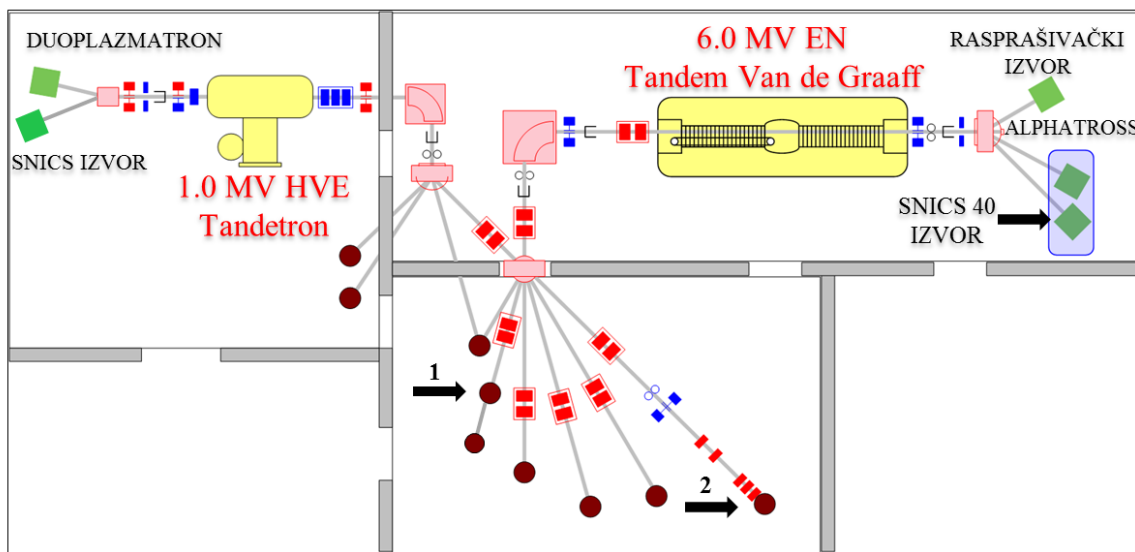 DUOPLAZMATRON
SNICS IZVOR
1.0 MV HVE
Tandetron
6.0 MV EN
Tandem Van de Graaff
RASPRAŠIVAČKI
IZVOR
ALPHATROSS
SNICS 40
IZVOR
1
2